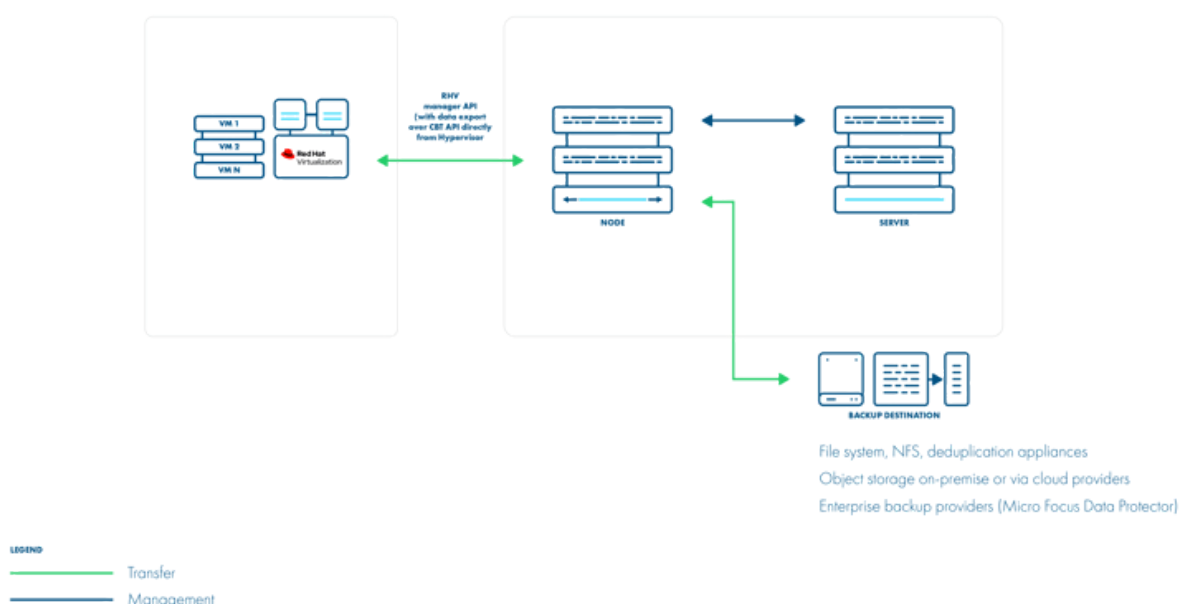 VM 1
VM 2
VM N
Red Hat
Virtualization
RHV
manager API
(with data export
over CBT API directly
from Hypervisor
NODE
SERVER
BACKUP DESTINATION
File system, NFS, deduplication appliances
Object storage on-premise or via cloud providers
Enterprise backup providers (Micro Focus Data Protector)
LEGEND
Transfer
Management